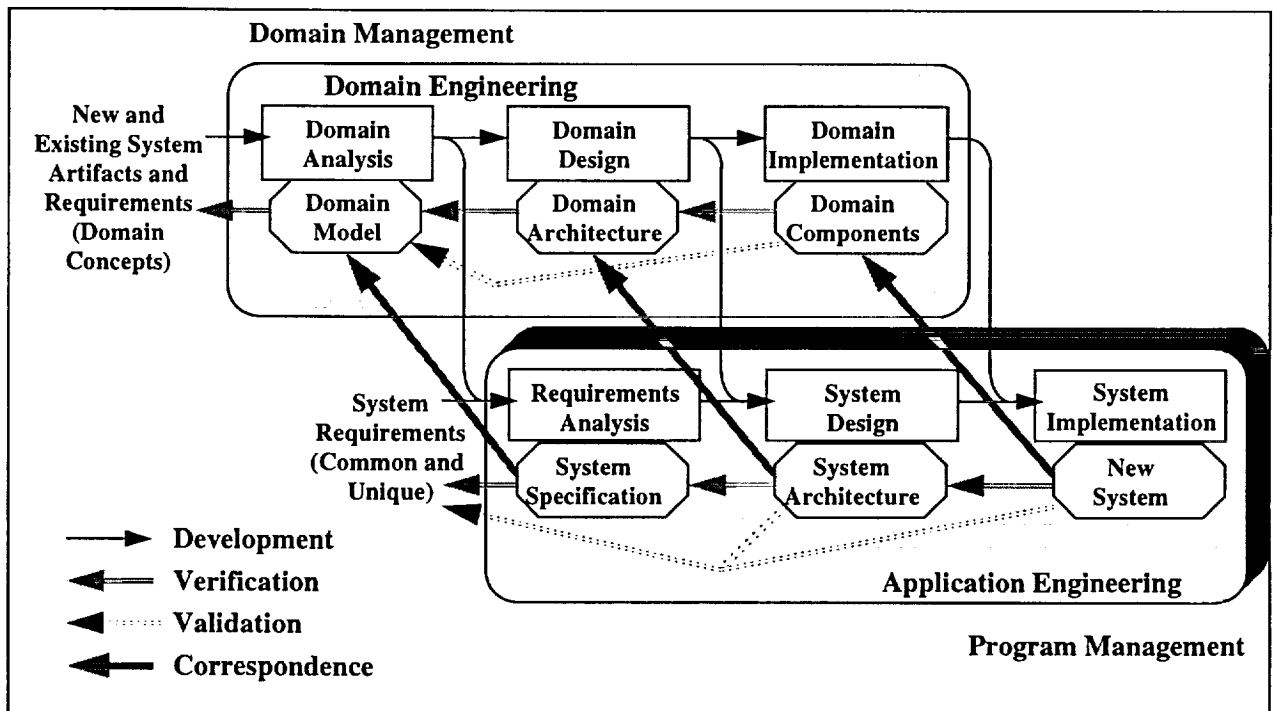 Domain Management
Domain Engineering
New and
Existing System
Artifacts and
Requirements
(Domain
Concepts)
Domain
Analysis
Domain
Design
Domain
Implementation
Domain
Model
Domain
Architecture
Domain
Components
System
Requirements
(Common and
Unique)
Requirements
Analysis
System
Design
System
Implementation
System
Specification
System
Architecture
New
System
Application Engineering
Program Management
Development
Verification
Validation
Correspondence